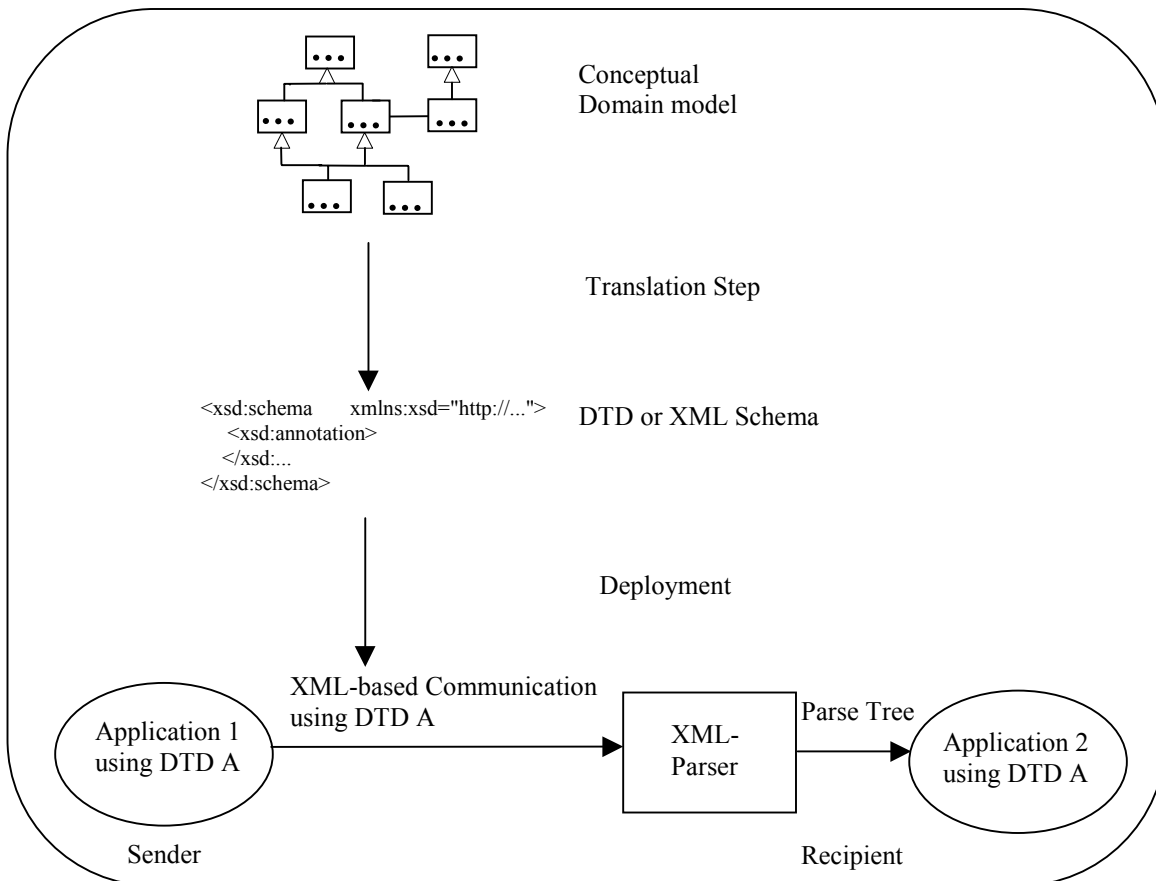 Conceptual
Domain model
Translation Step
<xsd:schema xmlns:xsd="http://...">
<xsd:annotation>
</xsd:...
</xsd:schema>
DTD or XML Schema
Deployment
XML-based Communication
using DTD A
Application 1
using DTD A
XML-
Parser
Parse Tree
Application 2
using DTD A
Sender
Recipient